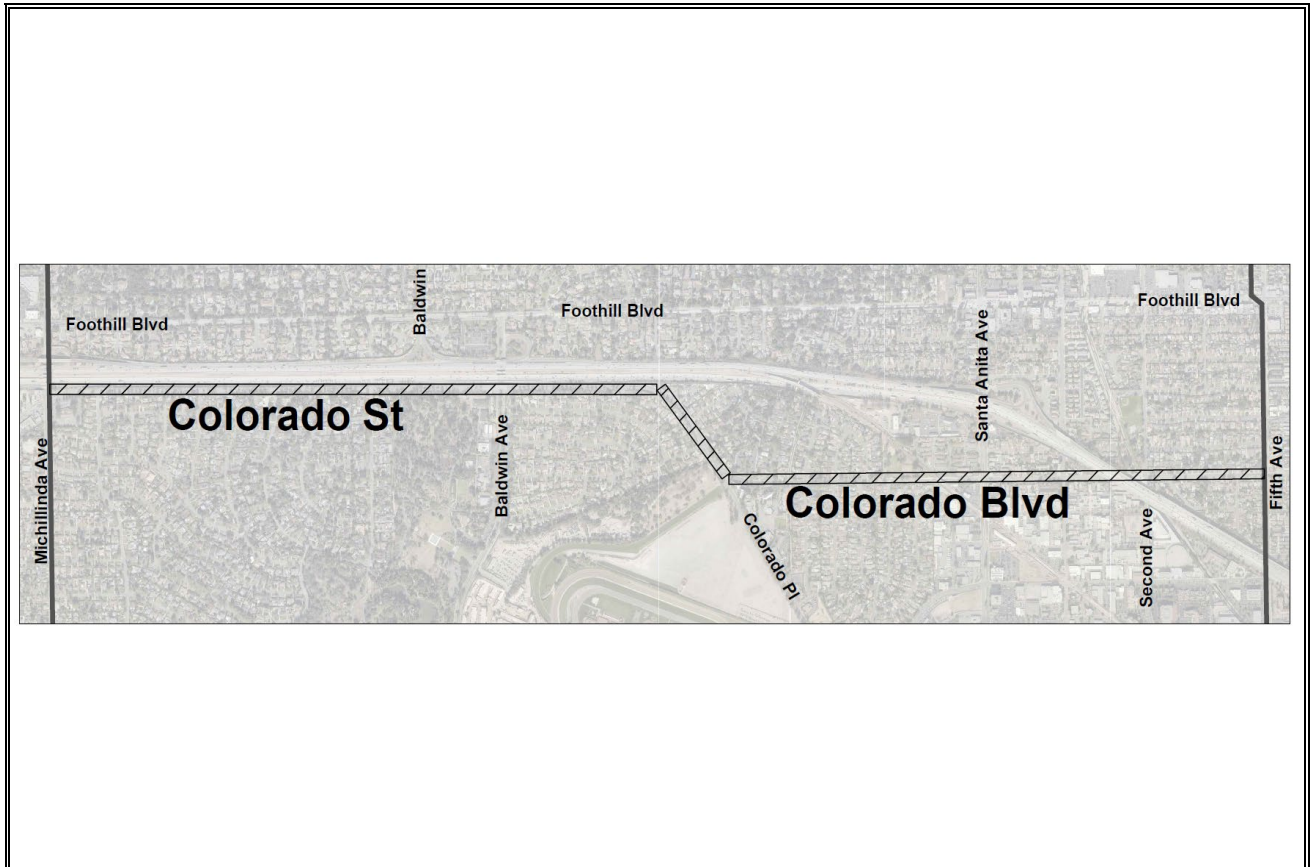 Baldwin
Foothill Blvd
Foothill Blvd
Foothill Blvd
Santa Anita Ave
Colorado St
Michillinda Ave
Baldwin Ave
Colorado Blvd
Fifth Ave
Colorado Pl
Second Ave